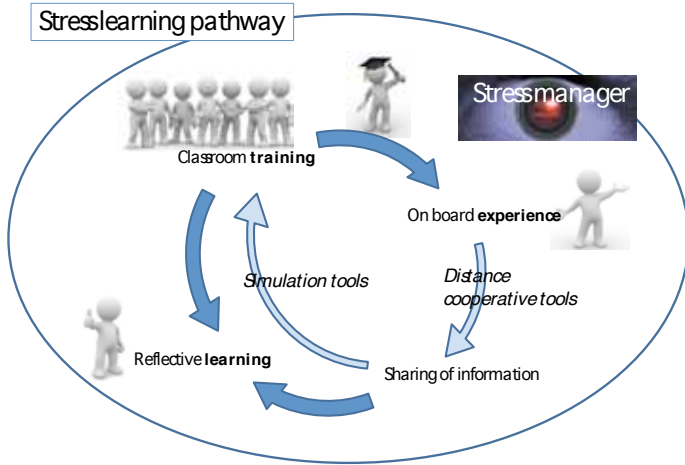 Stresslearning pathway
Stressmanager
Classroom training
On board experience
Simulation tools
Distance
cooperative tools
Reflective learning
Sharing of information